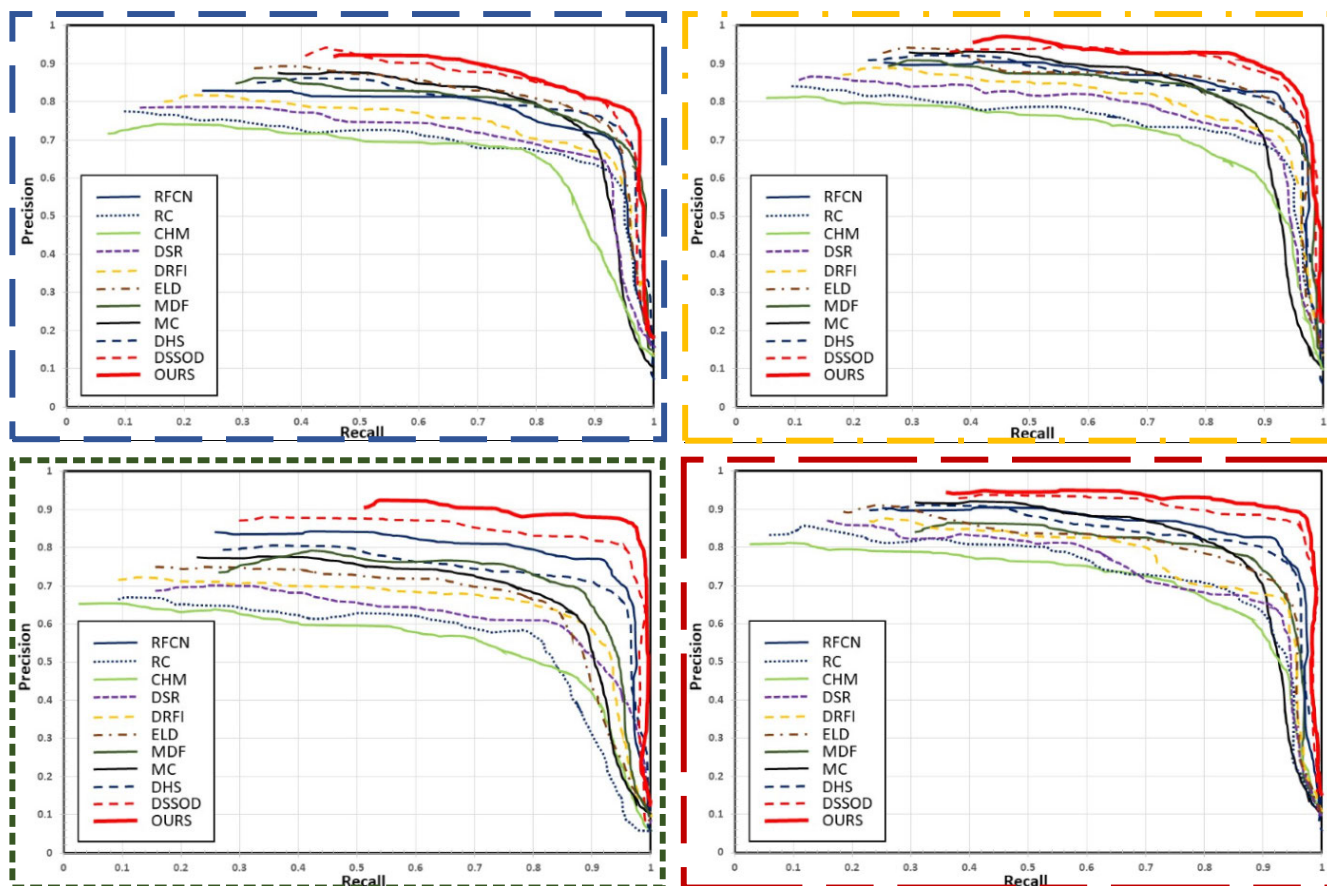 1
0.9
0.8
0.7
0.6
0.5
0.4
0.3
0.2
0.1
0
Precision
RFCN
RC
CHM
DSR
DRFI
ELD
MDF
MC
DHS
DSSOD
OURS
0 0.1 0.2 0.3 0.4 0.5 0.6 0.7 0.8 0.9 1
Recall
1
0.9
0.8
0.7
0.6
0.5
0.4
0.3
0.2
0.1
0
Precision
RFCN
RC
CHM
DSR
DRFI
ELD
MDF
MC
DHS
DSSOD
OURS
0 0.1 0.2 0.3 0.4 0.5 0.6 0.7 0.8 0.9 1
Recall
1
0.9
0.8
0.7
0.6
0.5
0.4
0.3
0.2
0.1
0
Precision
RFCN
RC
CHM
DSR
DRFI
ELD
MDF
MC
DHS
DSSOD
OURS
0 0.1 0.2 0.3 0.4 0.5 0.6 0.7 0.8 0.9 1
Recall
1
0.9
0.8
0.7
0.6
0.5
0.4
0.3
0.2
0.1
0
Precision
RFCN
RC
CHM
DSR
DRFI
ELD
MDF
MC
DHS
DSSOD
OURS
0 0.1 0.2 0.3 0.4 0.5 0.6 0.7 0.8 0.9 1
Recall